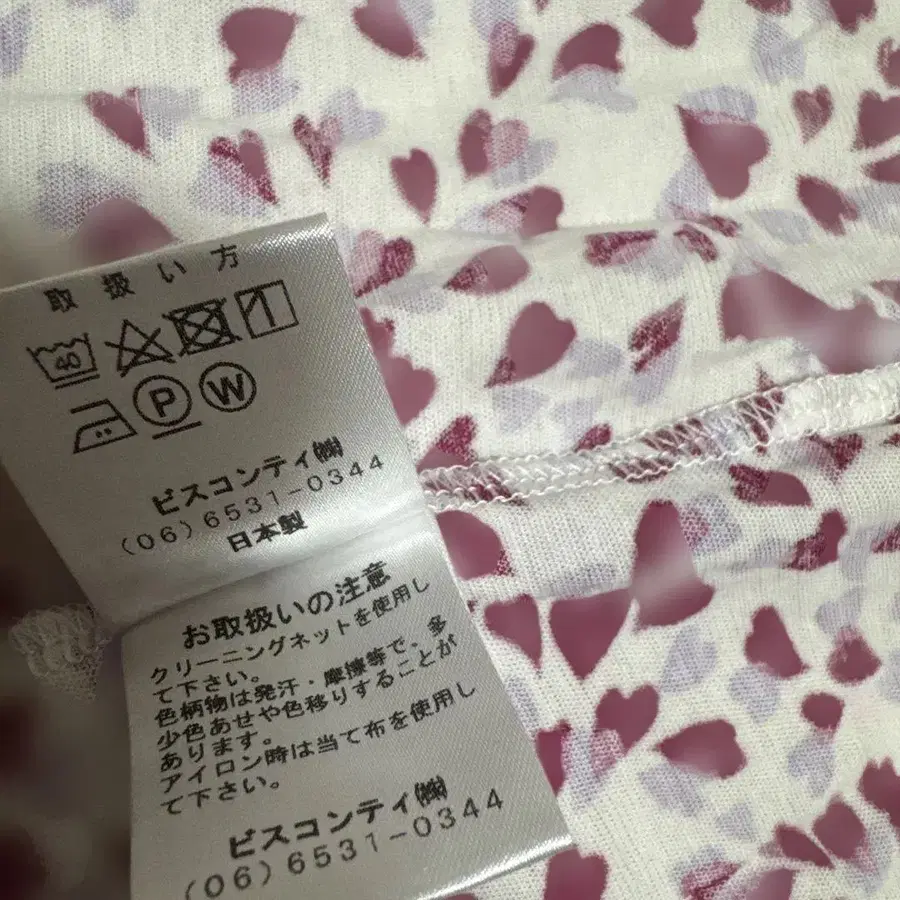 取扱い方
40
P W
ビスコンティ㈱
(06)6531-0344
日本製
お取扱いの注意
クリーニングネットを使用し
て下さい。
色柄物は発汗・摩擦等で、多
少色あせや色移りすることが
あります。
アイロン時は当て布を使用し
て下さい。
ビスコンティ㈱
(06)6531-0344